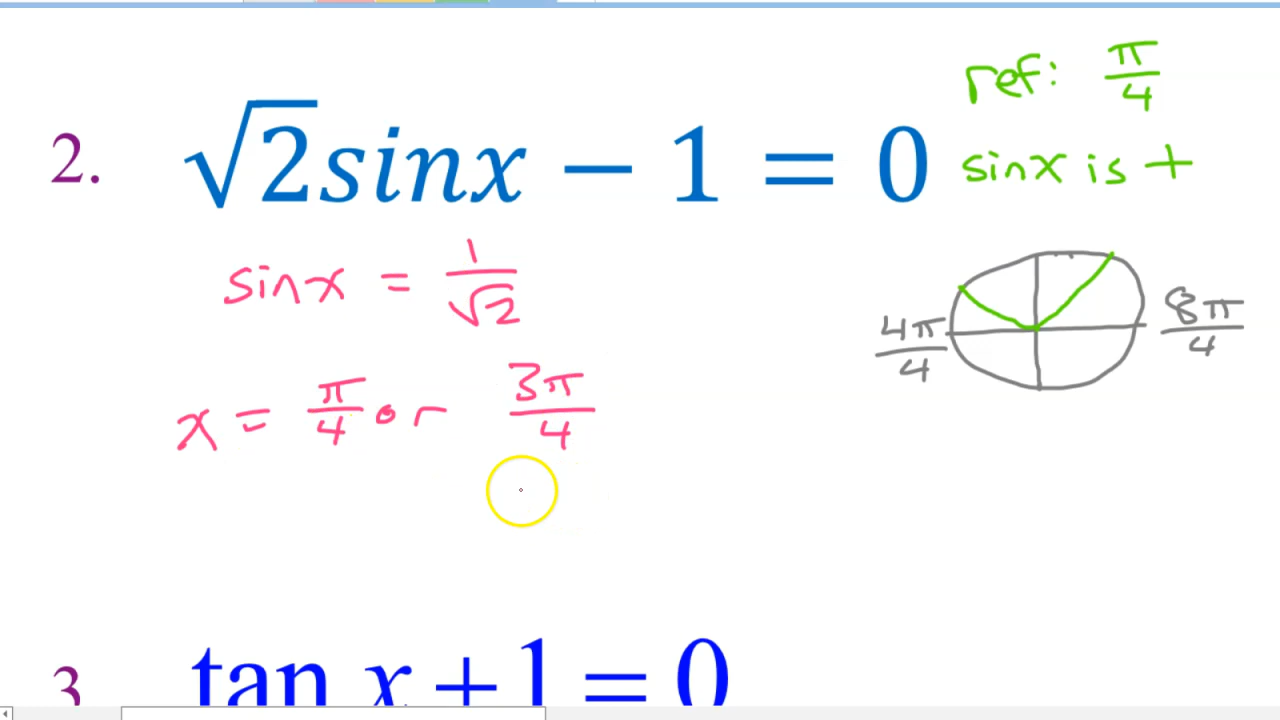 2. √2sinx − 1 = 0
ref: π/4
sinx is +
sinx = 1/√2
4π/4
8π/4
x = π/4 or 3π/4
3
tan x + 1 = 0